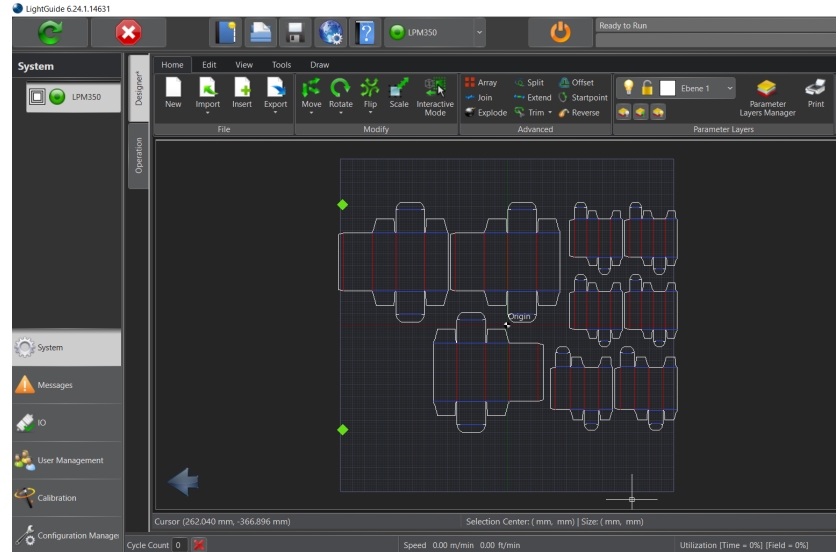 LightGuide 6.24.1.14631
LPM350
Ready to Run
System
LPM350
Designer*
Operation
Home Edit View Tools Draw
New Import Insert Export
File
Move Rotate Flip Scale Interactive Mode
Modify
Array Split Offset
Join Extend Startpoint
Explode Trim Reverse
Advanced
Ebene 1
Parameter Layers Manager
Print
Parameter Layers
Origin
System
Messages
IO
User Management
Calibration
Configuration Manage
Cursor (262.040 mm, -366.896 mm)
Selection Center: ( mm, mm) | Size: ( mm, mm)
Cycle Count 0
Speed 0.00 m/min 0.00 ft/min
Utilization [Time = 0%] [Field = 0%]